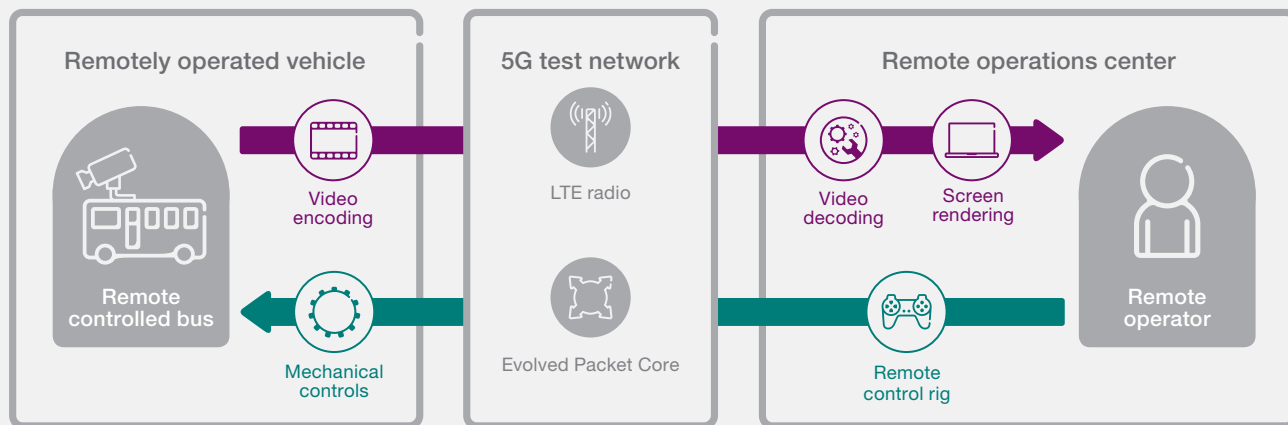 Remotely operated vehicle
5G test network
Remote operations center
Video
encoding
LTE radio
Video
decoding
Screen
rendering
Remote
controlled bus
Remote
operator
Mechanical
controls
Evolved Packet Core
Remote
control rig